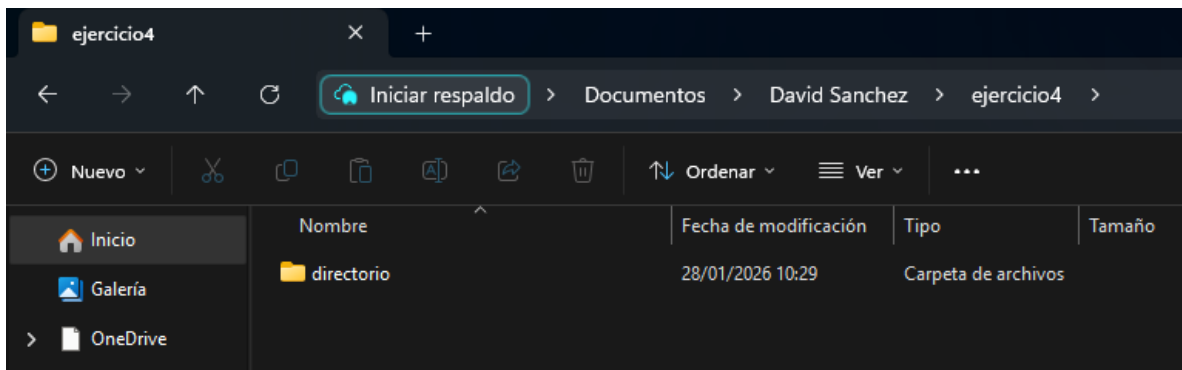 ejercicio4
Iniciar respaldo > Documentos > David Sanchez > ejercicio4 >
Nuevo Ordenar Ver ...
Nombre Fecha de modificación Tipo Tamaño
Inicio
directorio 28/01/2026 10:29 Carpeta de archivos
Galería
OneDrive